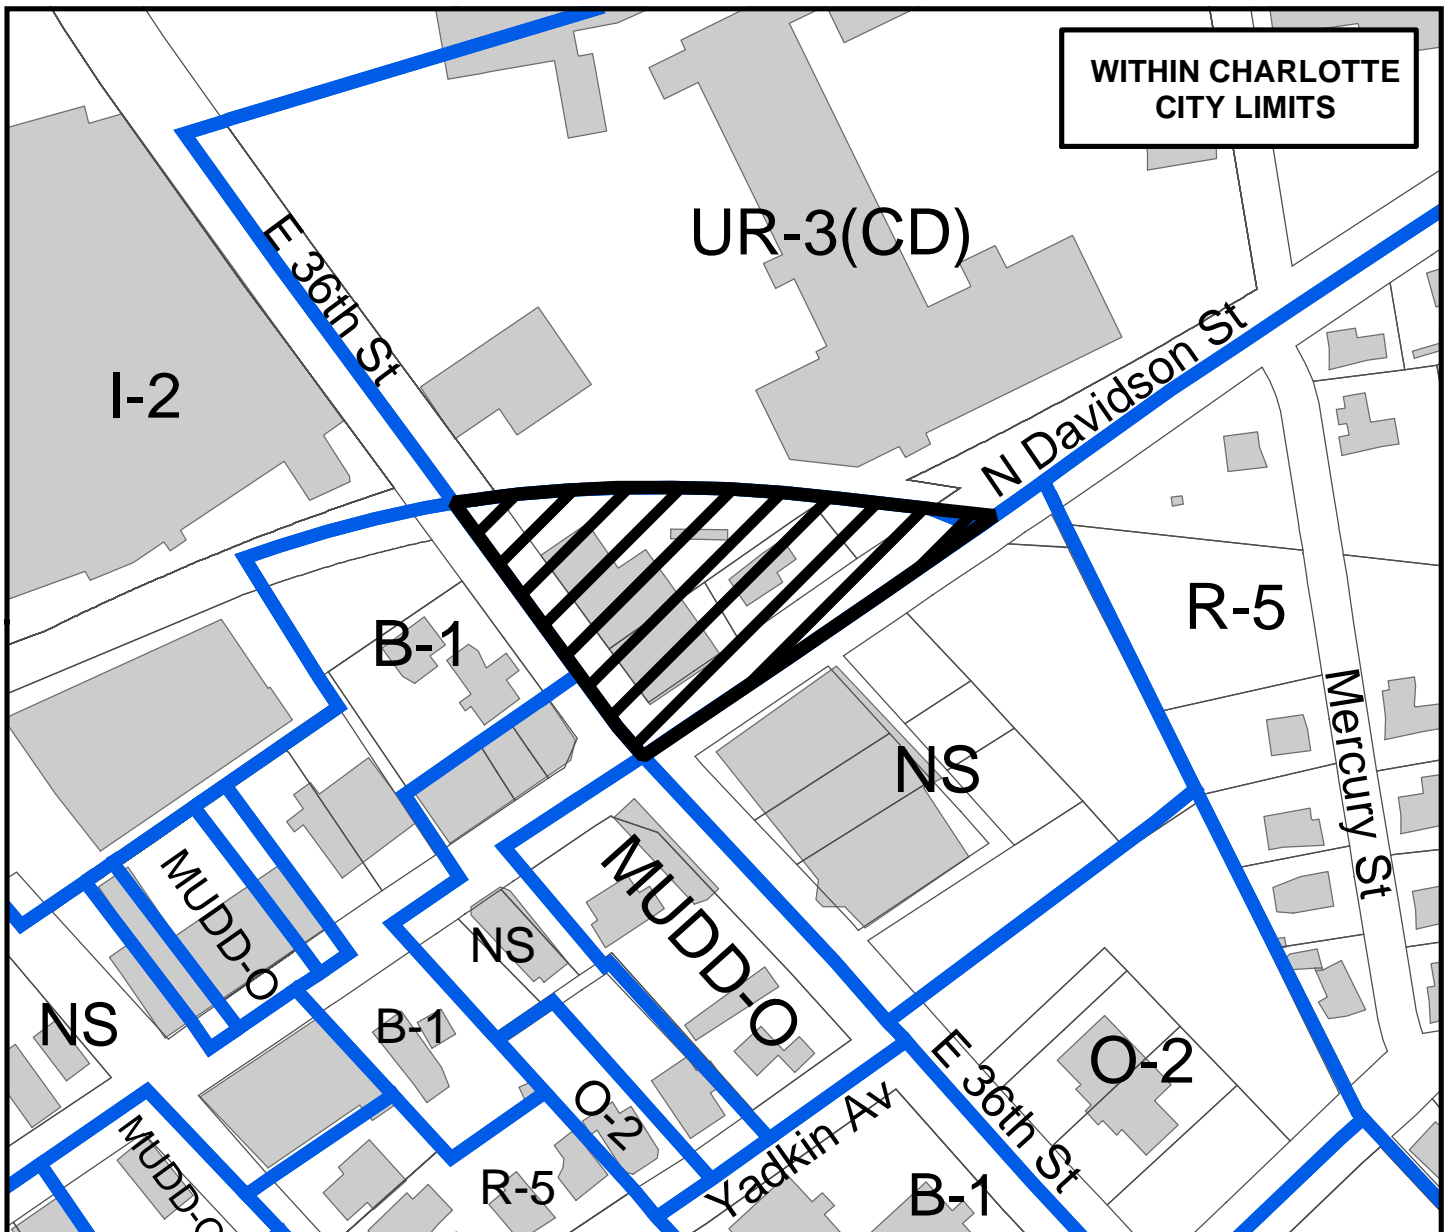 WITHIN CHARLOTTE
CITY LIMITS
UR-3(CD)
E 36th St
I-2
N Davidson St
R-5
B-1
Mercury St
NS
MUDD-O
MUDD-O
NS
NS
B-1
O-2
E 36th St
O-2
Yadkin Av
MUDD-O
R-5
B-1